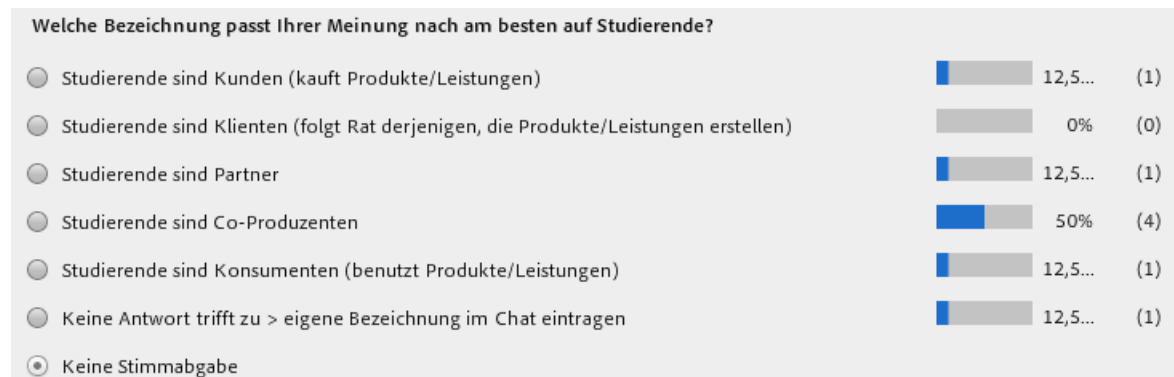 Welche Bezeichnung passt Ihrer Meinung nach am besten auf Studierende?
Studierende sind Kunden (kauft Produkte/Leistungen) 12,5... (1)
Studierende sind Klienten (folgt Rat derjenigen, die Produkte/Leistungen erstellen) 0% (0)
Studierende sind Partner 12,5... (1)
Studierende sind Co-Produzenten 50% (4)
Studierende sind Konsumenten (benutzt Produkte/Leistungen) 12,5... (1)
Keine Antwort trifft zu > eigene Bezeichnung im Chat eintragen 12,5... (1)
Keine Stimmabgabe